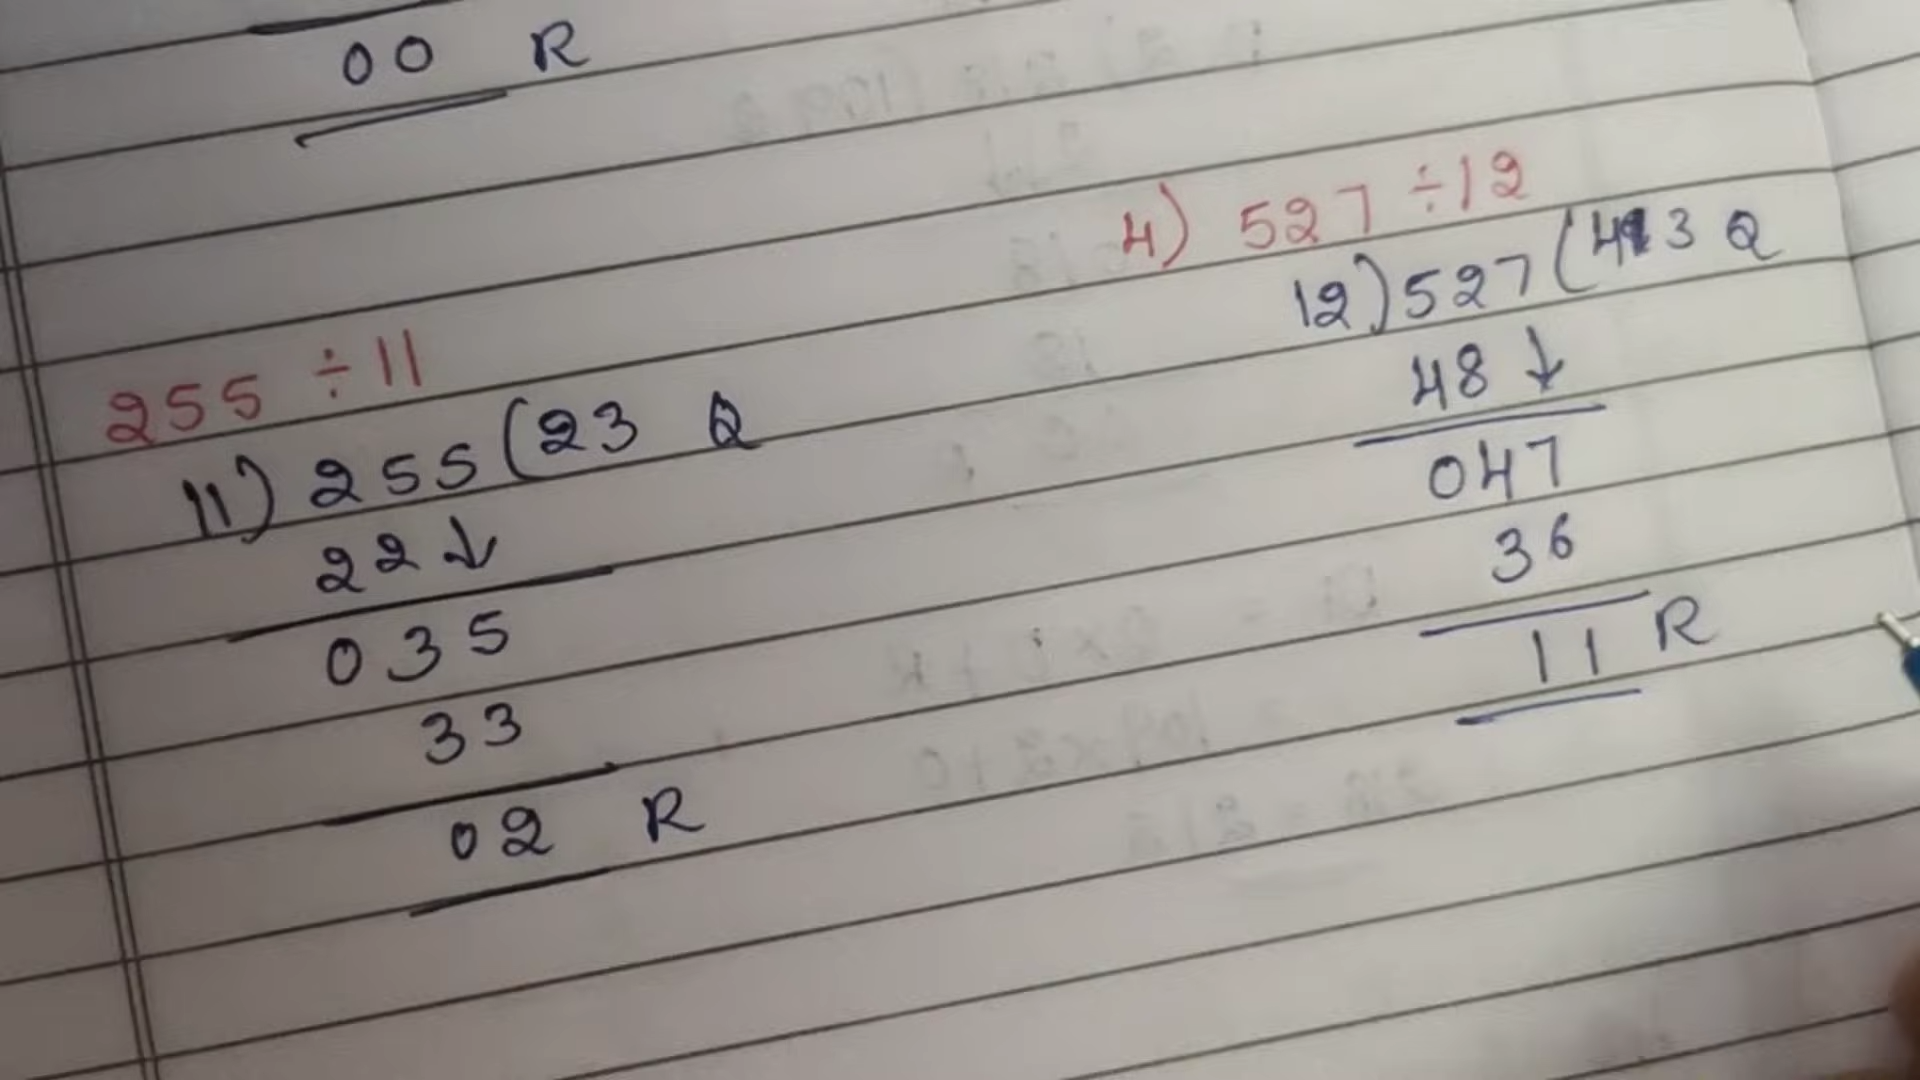 00 R
255 ÷ 11
11) 255 (23 Q
22 ↓
035
33
02 R
4) 527 ÷ 12
12) 527 (43 Q
48 ↓
047
36
11 R